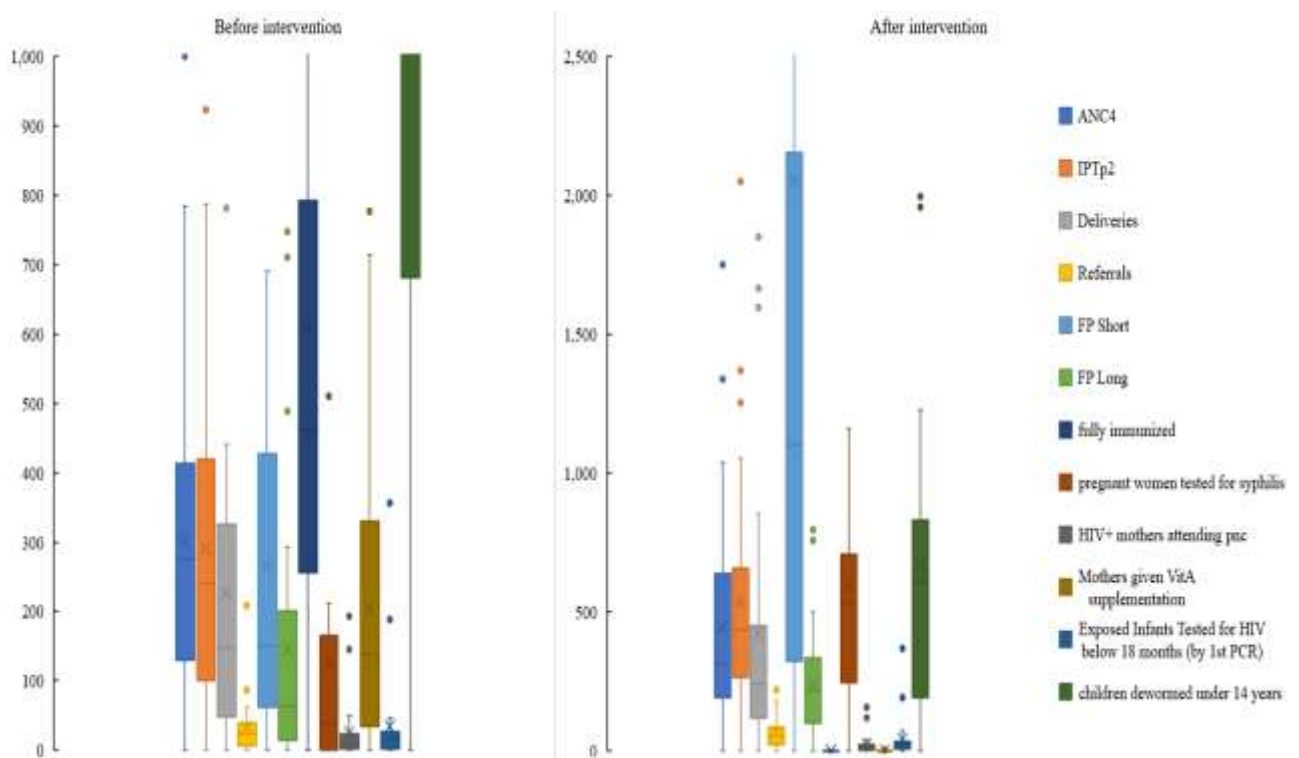 Before intervention
1,000
900
800
700
600
500
400
300
200
100
0
After intervention
2,500
2,000
1,500
1,000
500
0
ANC4
IPTp2
Deliveries
Referrals
FP Short
FP Long
fully immunized
pregnant women tested for syphilis
HIV+ mothers attending pnc
Mothers given VitA
supplementation
Exposed Infants Tested for HIV
below 18 months (by 1st PCR)
children dewormed under 14 years